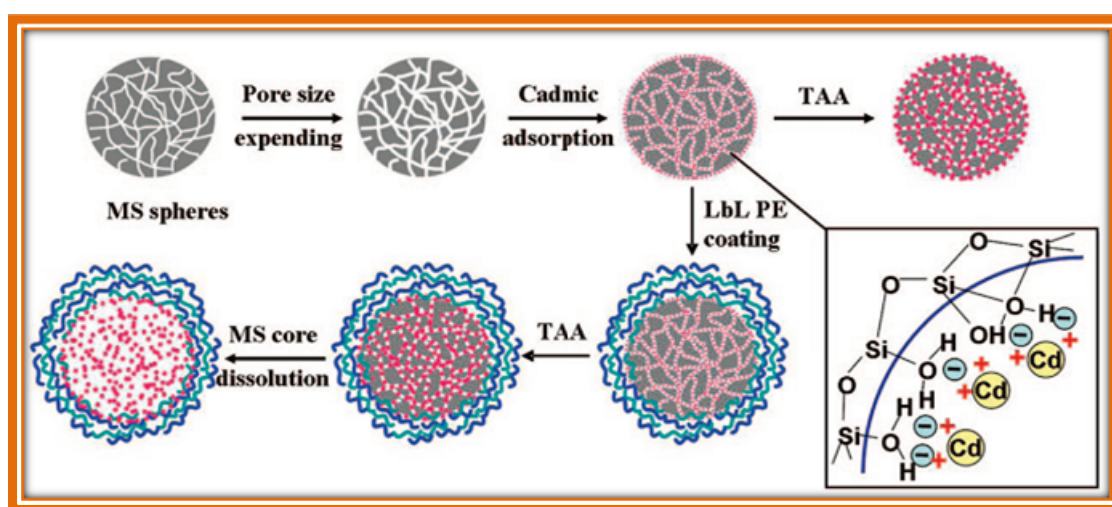 Pore size
expending
Cadmic
adsorption
TAA
MS spheres
LbL PE
coating
TAA
MS core
dissolution
O
Si
O
Si
O
H
−
OH
−
+
+
Cd
Si
H
−
+
O
+
Cd
O
H
H
−
+
Si
O
−
+
Cd
H